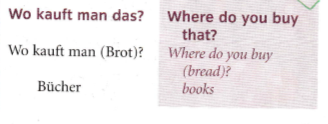 Wo kauft man das?
Where do you buy
that?
Wo kauft man (Brot)?
Where do you buy
(bread)?
Bücher
books